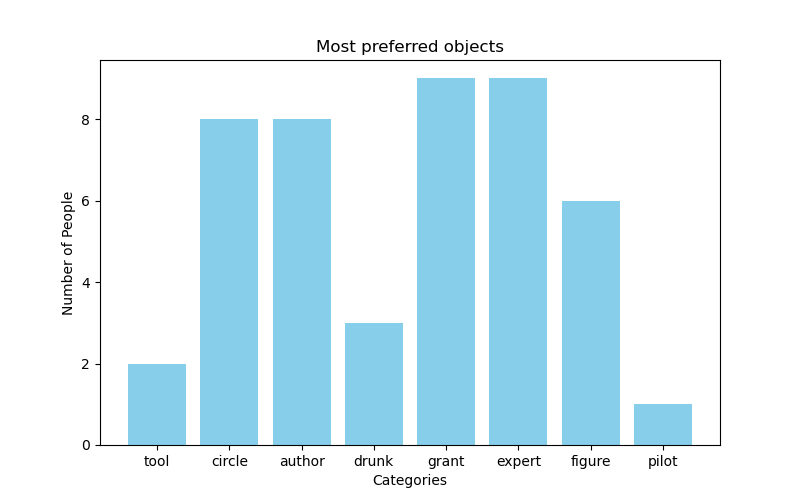 Most preferred objects
Number of People
8
6
4
2
0
tool circle author drunk grant expert figure pilot
Categories